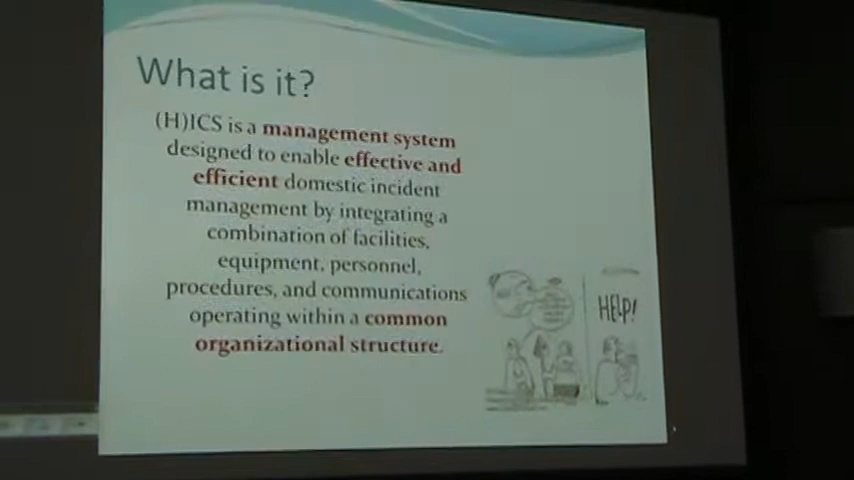 What is it?
(H)ICS is a management system
designed to enable effective and
efficient domestic incident
management by integrating a
combination of facilities,
equipment, personnel,
procedures, and communications
operating within a common
organizational structure.
HELP!